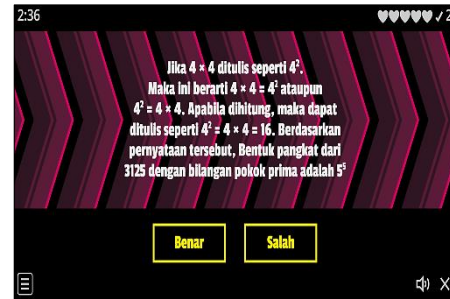 2:36
✓ 2
Jika 4 × 4 ditulis seperti 4².
Maka ini berarti 4 × 4 = 4² ataupun
4² = 4 × 4. Apabila dihitung, maka dapat
ditulis seperti 4² = 4 × 4 = 16. Berdasarkan
pernyataan tersebut, Bentuk pangkat dari
3125 dengan bilangan pokok prima adalah 5⁵
Benar
Salah